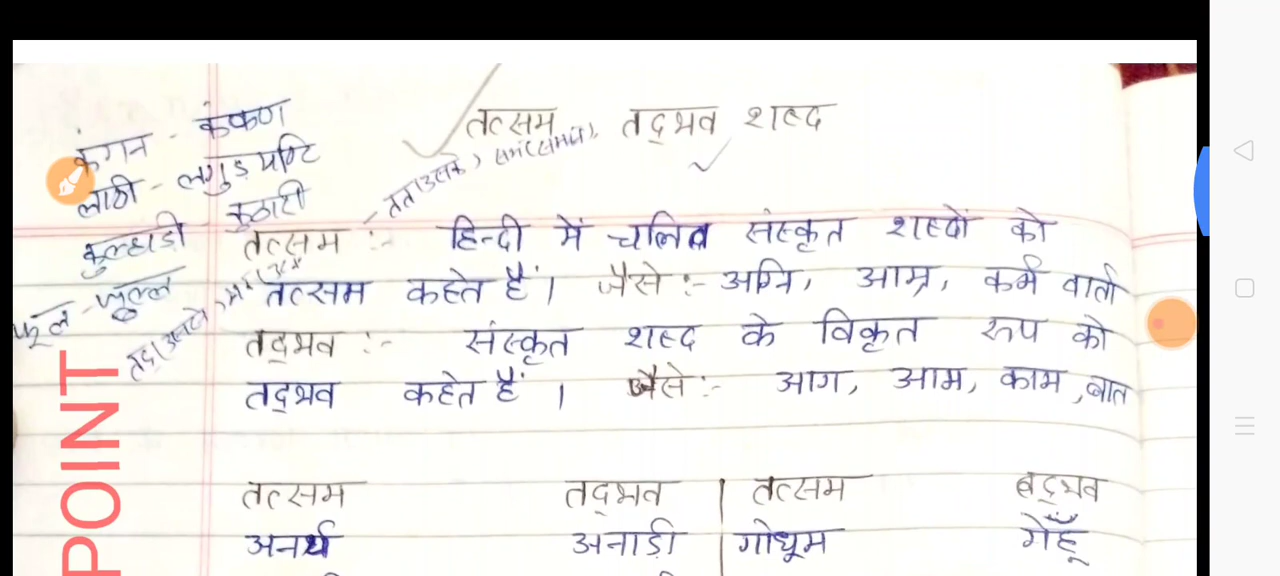 तत्सम तद्भव शब्द
कंगन - कंकण
लाठी - लगुड यष्टि
कुल्हाड़ी - कुठारी
फूल - फुल्ल
तत्सम :- हिन्दी में चलित संस्कृत शब्दों को
तत्सम कहते हैं। जैसे :- अग्नि, आम्र, कर्म वार्ता
तद्भव :- संस्कृत शब्द के विकृत रूप को
तद्भव कहेत हैं । जैसे :- आग, आम, काम, बात
तत्सम तद्भव तत्सम तद्भव
अनर्थ अनाड़ी गोधूम गेहूँ
POINT